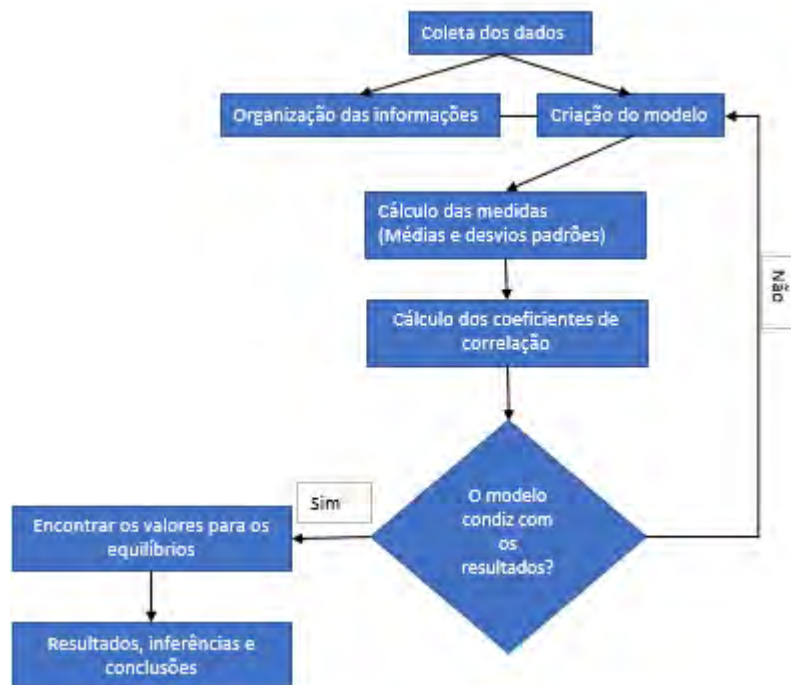 Coleta dos dados
Organização das informações
Criação do modelo
Cálculo das medidas
(Médias e desvios padrões)
Não
Cálculo dos coeficientes de
correlação
O modelo
condiz com
os
resultados?
Sim
Encontrar os valores para os
equilíbrios
Resultados, inferências e
conclusões